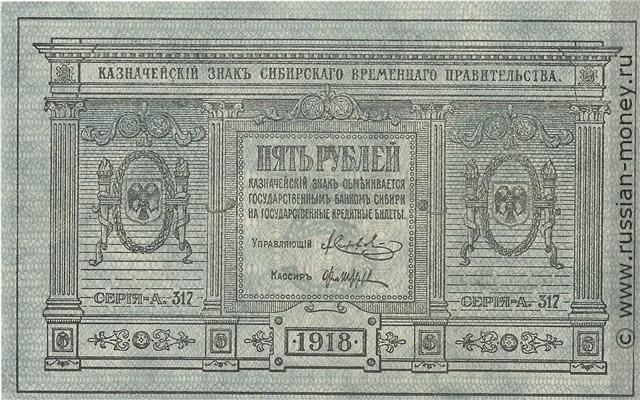 КАЗНАЧЕЙСКІЙ ЗНАКЪ СИБИРСКАГО ВРЕМЕННАГО ПРАВИТЕЛЬСТВА.
ПЯТЬ РУБЛЕЙ
КАЗНАЧЕЙСКІЙ ЗНАКЪ ОБМѢНИВАЕТСЯ
ГОСУДАРСТВЕННЫМЪ БАНКОМЪ СИБИРИ
НА ГОСУДАРСТВЕННЫЕ КРЕДИТНЫЕ БИЛЕТЫ.
УПРАВЛЯЮЩІЙ
КАССИРЪ
СЕРІЯ-А. 317
СЕРІЯ-А. 317
5 5 5 5
·1918·
© www.russian-money.ru